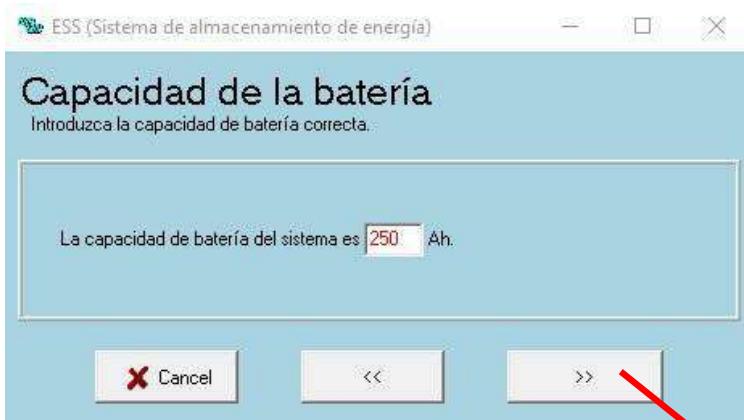 ESS (Sistema de almacenamiento de energía)
Capacidad de la batería
Introduzca la capacidad de batería correcta.
La capacidad de batería del sistema es 250 Ah.
Cancel << >>